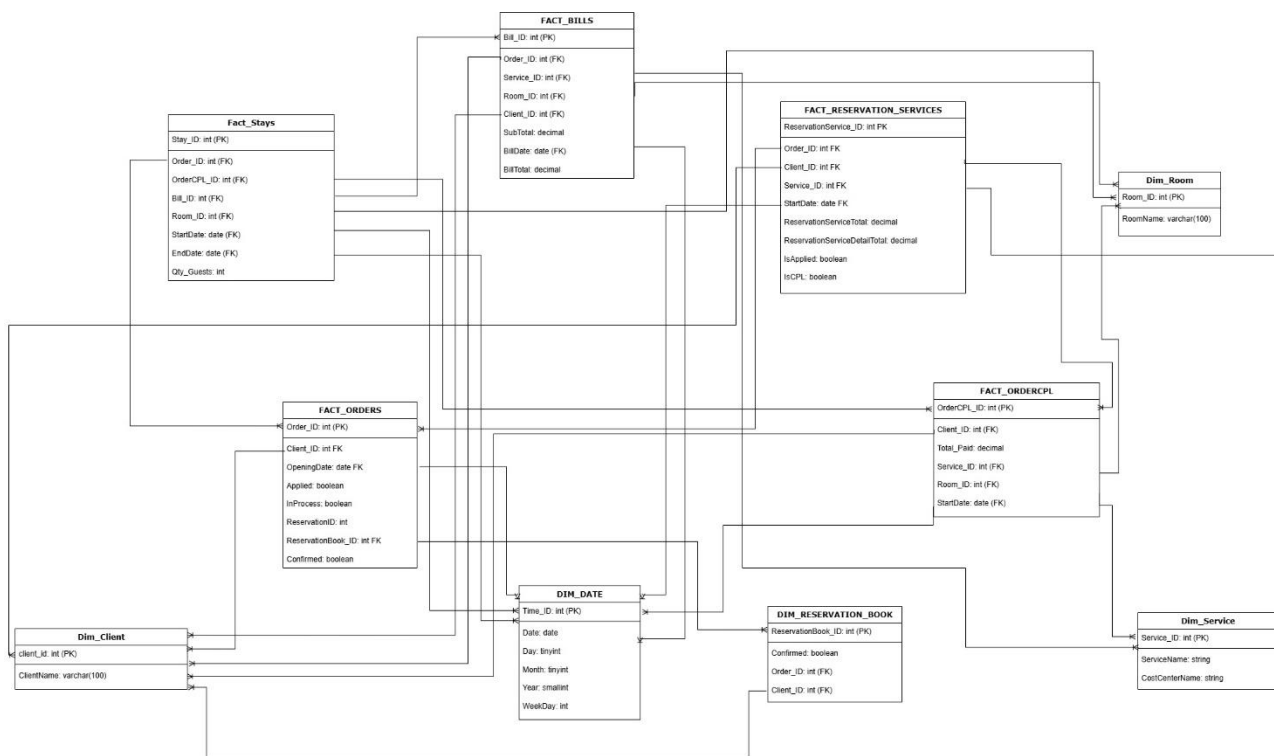 FACT_BILLS
Bill_ID: int (PK)
Order_ID: int (FK)
Service_ID: int (FK)
Room_ID: int (FK)
Client_ID: int (FK)
SubTotal: decimal
BillDate: date (FK)
BillTotal: decimal
Fact_Stays
Stay_ID: int (PK)
Order_ID: int (FK)
OrderCPL_ID: int (FK)
Bill_ID: int (FK)
Room_ID: int (FK)
StartDate: date (FK)
EndDate: date (FK)
Qty_Guests: int
FACT_RESERVATION_SERVICES
ReservationService_ID: int PK
Order_ID: int FK
Client_ID: int FK
Service_ID: int FK
StartDate: date FK
ReservationServiceTotal: decimal
ReservationServiceDetailTotal: decimal
IsApplied: boolean
IsCPL: boolean
Dim_Room
Room_ID: int (PK)
RoomName: varchar(100)
FACT_ORDERS
Order_ID: int (PK)
Client_ID: int FK
OpeningDate: date FK
Applied: boolean
InProcess: boolean
ReservationID: int
ReservationBook_ID: int FK
Confirmed: boolean
FACT_ORDERCPL
OrderCPL_ID: int (PK)
Client_ID: int (FK)
Total_Paid: decimal
Service_ID: int (FK)
Room_ID: int (FK)
StartDate: date (FK)
Dim_Client
client_id: int (PK)
ClientName: varchar(100)
DIM_DATE
Time_ID: int (PK)
Date: date
Day: tinyint
Month: tinyint
Year: smallint
WeekDay: int
DIM_RESERVATION_BOOK
ReservationBook_ID: int (PK)
Confirmed: boolean
Order_ID: int (FK)
Client_ID: int (FK)
Dim_Service
Service_ID: int (PK)
ServiceName: string
CostCenterName: string